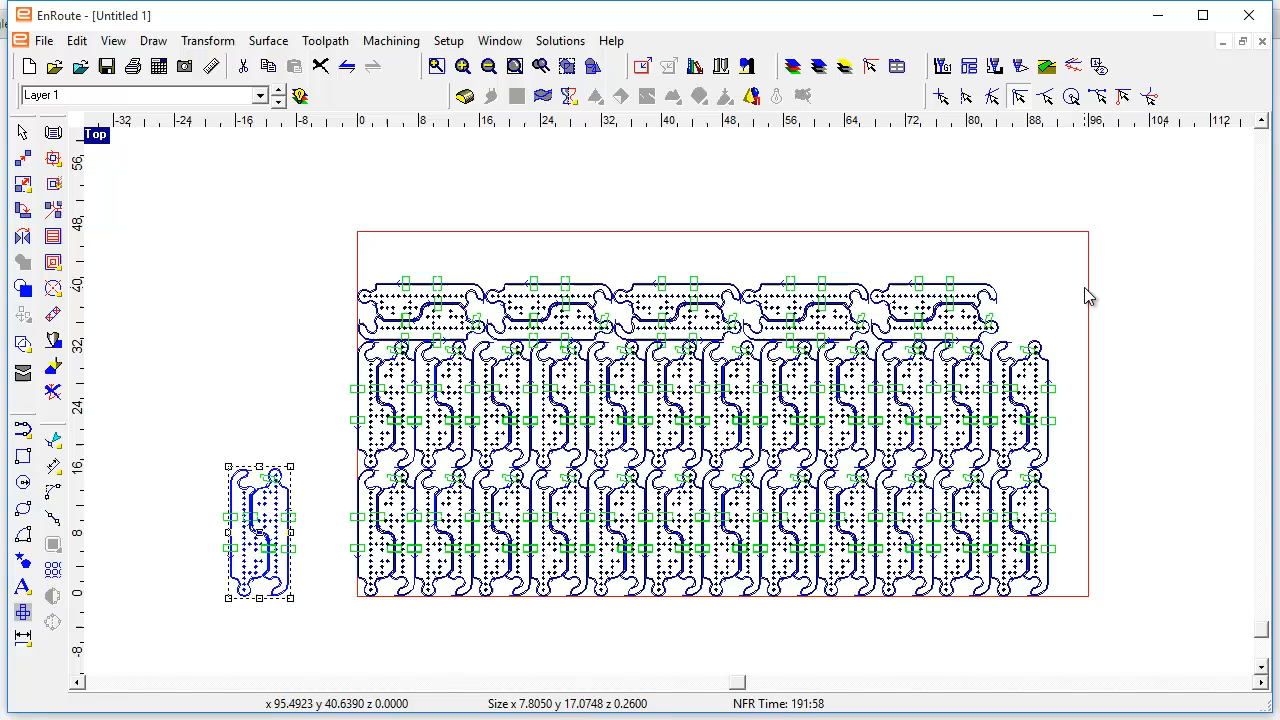 EnRoute - [Untitled 1]
File Edit View Draw Transform Surface Toolpath Machining Setup Window Solutions Help
Layer 1
-32 -24 -16 -8 0 8 16 24 32 40 48 56 64 72 80 88 96 104 112
Top
56
48
40
32
24
16
8
0
-8
x 95.4923 y 40.6390 z 0.0000 Size x 7.8050 y 17.0748 z 0.2600 NFR Time: 191:58